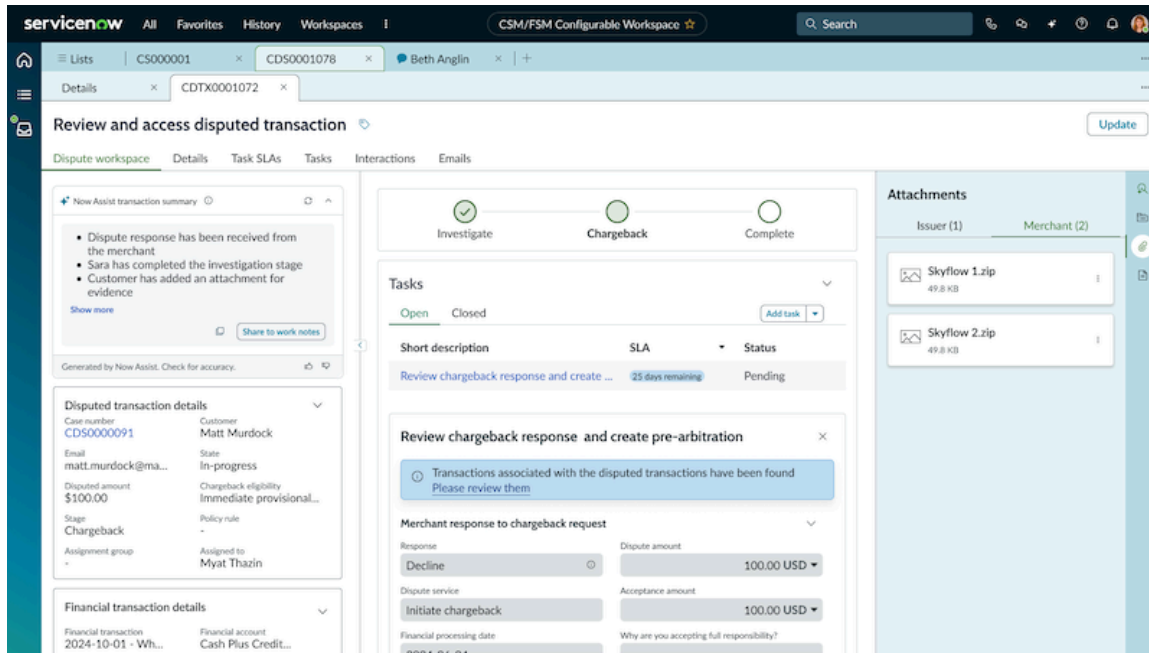 servicenow All Favorites History Workspaces CSM/FSM Configurable Workspace Search
Lists CS000001 CDS0001078 Beth Anglin
Details CDTX0001072
Review and access disputed transaction
Update
Dispute workspace Details Task SLAs Tasks Interactions Emails
Now Assist transaction summary
Dispute response has been received from
the merchant
Sara has completed the investigation stage
Customer has added an attachment for
evidence
Show more
Share to work notes
Generated by Now Assist. Check for accuracy.
Disputed transaction details
Case number Customer
CDS0000091 Matt Murdock
Email State
matt.murdock@ma... In-progress
Disputed amount Chargeback eligibility
$100.00 Immediate provisional...
Stage Policy rule
Chargeback -
Assignment group Assigned to
- Myat Thazin
Financial transaction details
Financial transaction Financial account
2024-10-01 - Wh... Cash Plus Credit...
Investigate Chargeback Complete
Tasks
Open Closed Add task
Short description SLA Status
Review chargeback response and create ... 25 days remaining Pending
Review chargeback response and create pre-arbitration
Transactions associated with the disputed transactions have been found
Please review them
Merchant response to chargeback request
Response Dispute amount
Decline 100.00 USD
Dispute service Acceptance amount
Initiate chargeback 100.00 USD
Financial processing date Why are you accepting full responsibility?
Attachments
Issuer (1) Merchant (2)
Skyflow 1.zip
49.8 KB
Skyflow 2.zip
49.8 KB